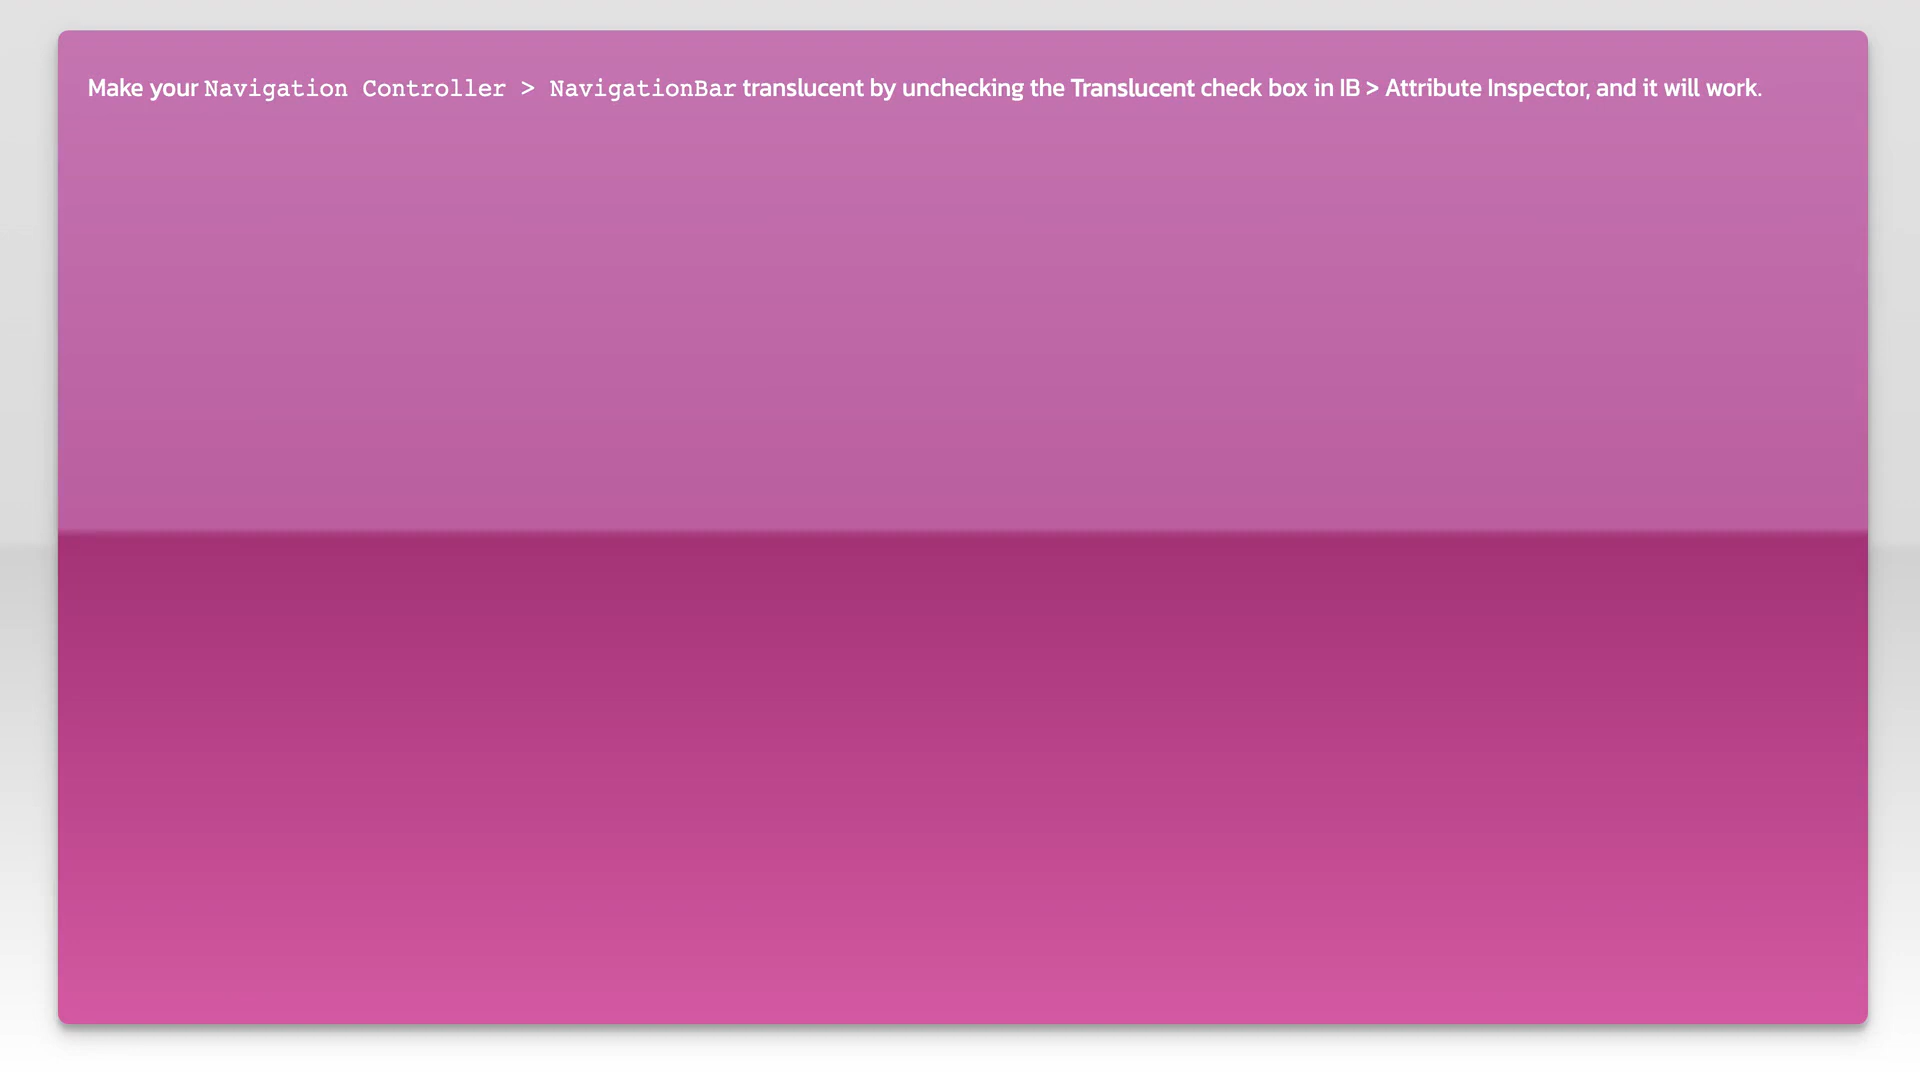 Make your Navigation Controller > NavigationBar translucent by unchecking the Translucent check box in IB > Attribute Inspector, and it will work.